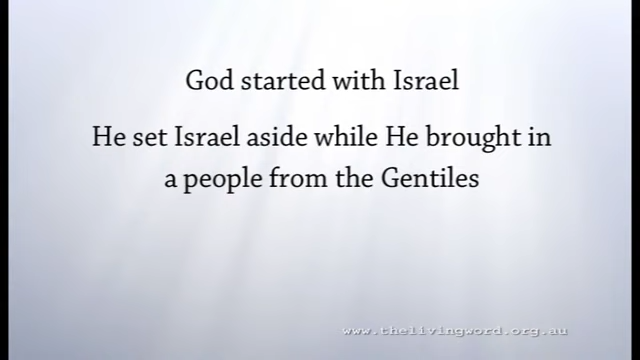 God started with Israel
He set Israel aside while He brought in
a people from the Gentiles
www.thelivingword.org.au